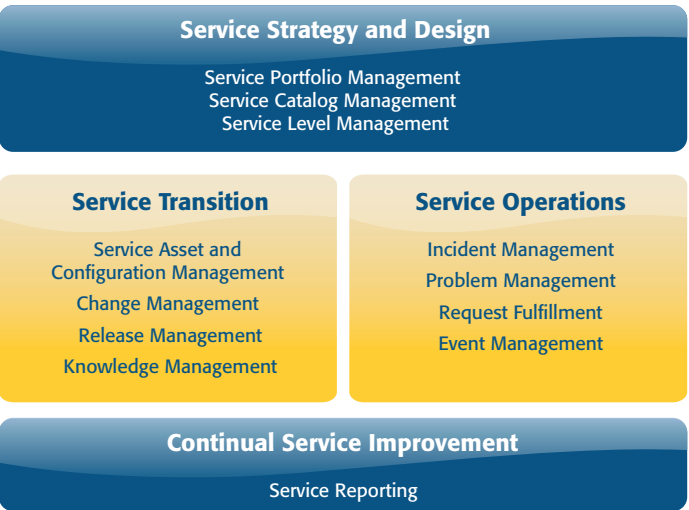 Service Strategy and Design
Service Portfolio Management
Service Catalog Management
Service Level Management
Service Transition
Service Asset and
Configuration Management
Change Management
Release Management
Knowledge Management
Service Operations
Incident Management
Problem Management
Request Fulfillment
Event Management
Continual Service Improvement
Service Reporting